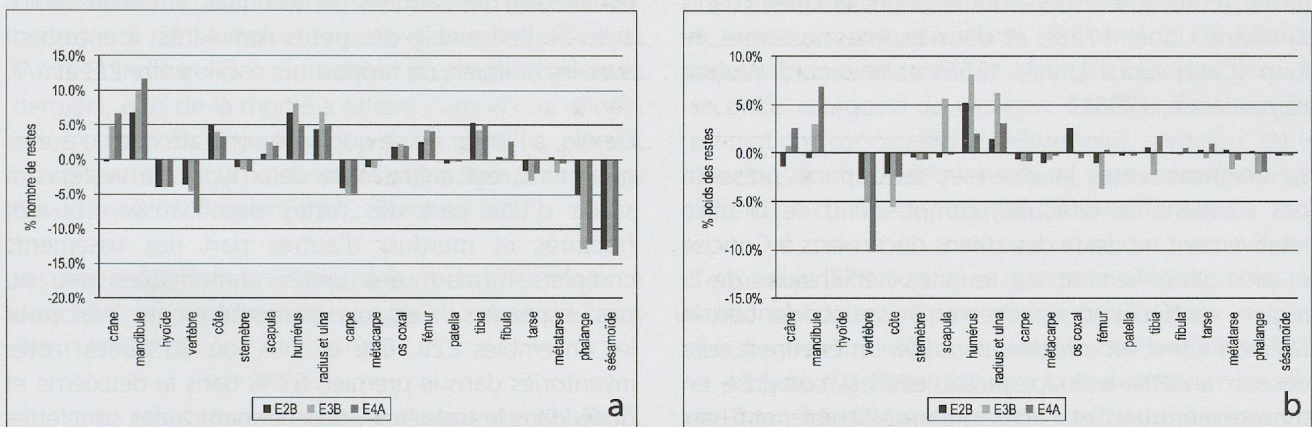 15.0%
10.0%
5.0%
0.0%
-5.0%
-10.0%
-15.0%
-20.0%
% nombre de restes
crâne
mandibule
hyoïde
vertèbre
côte
sternèbre
scapula
humérus
radius et ulna
carpe
métacarpe
os coxal
fémur
patella
tibia
fibula
tarse
métatarse
phalange
sésamoïde
E2B E3B E4A
a
10.0%
5.0%
0.0%
-5.0%
-10.0%
-15.0%
% poids des restes
crâne
mandibule
hyoïde
vertèbre
côte
sternèbre
scapula
humérus
radius et ulna
carpe
métacarpe
os coxal
fémur
patella
tibia
fibula
tarse
métatarse
phalange
sésamoïde
E2B E3B E4A
b